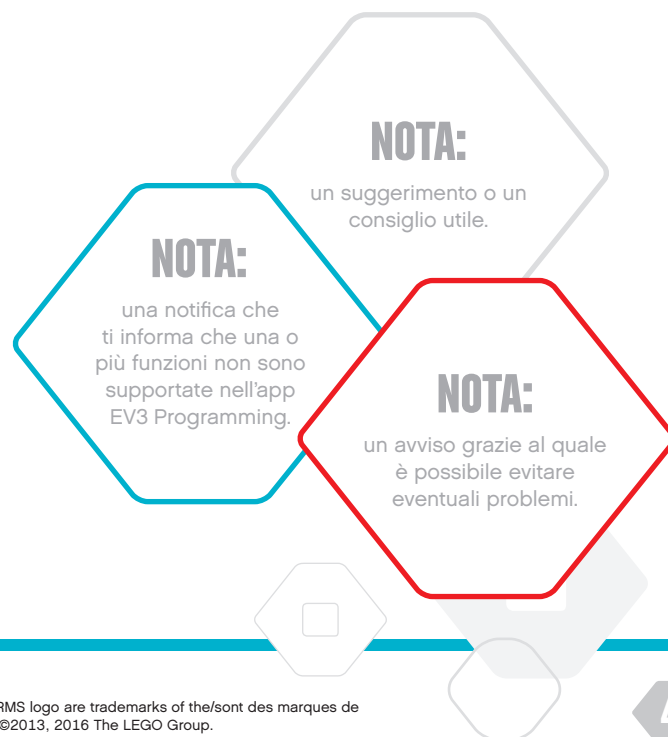 NOTA:
un suggerimento o un
consiglio utile.
NOTA:
una notifica che
ti informa che una o
più funzioni non sono
supportate nell’app
EV3 Programming.
NOTA:
un avviso grazie al quale
è possibile evitare
eventuali problemi.
RMS logo are trademarks of the/sont des marques de
©2013, 2016 The LEGO Group.